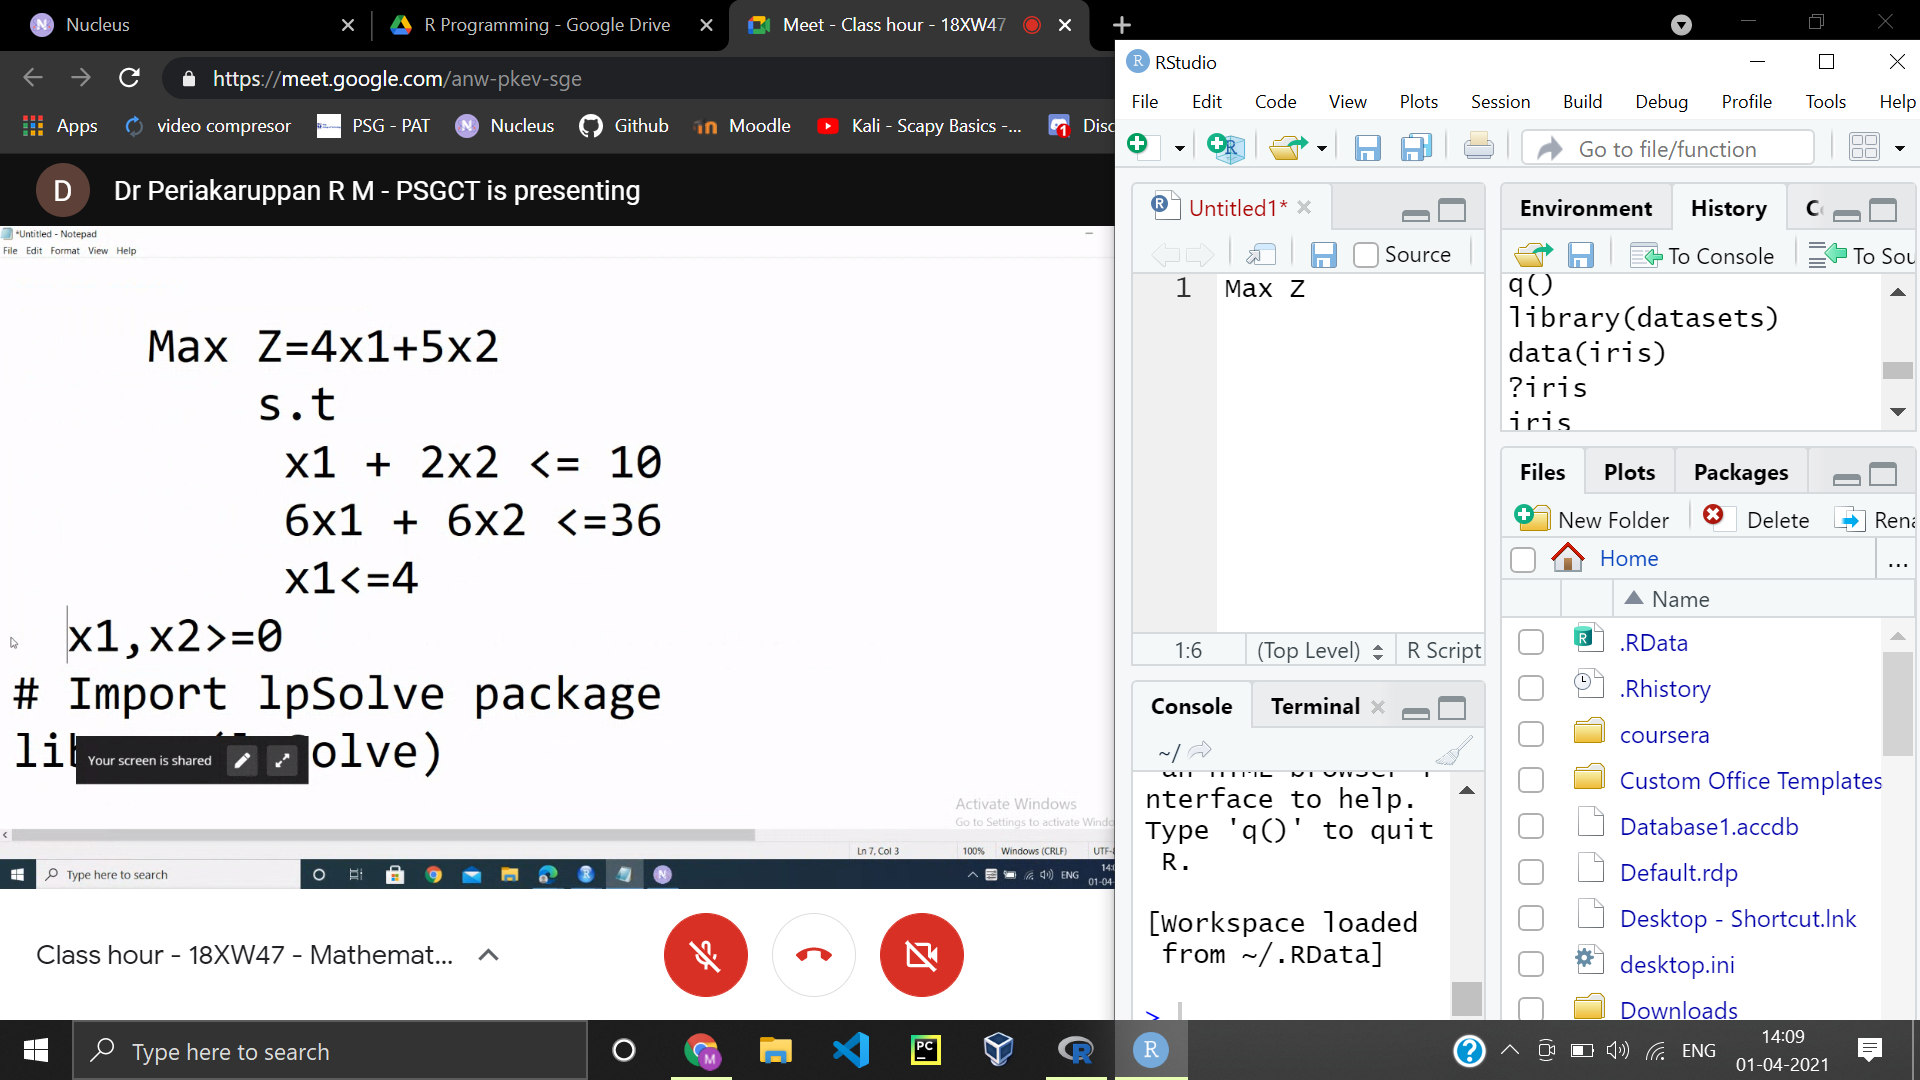 Nucleus
R Programming - Google Drive
Meet - Class hour - 18XW47
https://meet.google.com/anw-pkev-sge
Apps
video compresor
PSG - PAT
Nucleus
Github
Moodle
Kali - Scapy Basics -...
Disc
D
Dr Periakaruppan R M - PSGCT is presenting
*Untitled - Notepad
File Edit Format View Help
Max Z=4x1+5x2
s.t
x1 + 2x2 <= 10
6x1 + 6x2 <=36
x1<=4
x1,x2>=0
# Import lpSolve package
olve)
Your screen is shared
Activate Windows
Go to Settings to activate Windo
Ln 7, Col 3
100%
Windows (CRLF)
UTF-8
Type here to search
ENG
01-04-
Class hour - 18XW47 - Mathemat...
RStudio
File Edit Code View Plots Session Build Debug Profile Tools Help
Go to file/function
Untitled1*
Source
1 Max Z
1:6
(Top Level)
R Script
Console
Terminal
~/
nterface to help.
Type 'q()' to quit
R.
[Workspace loaded
from ~/.RData]
>
Environment
History
To Console
To Sou
q()
library(datasets)
data(iris)
?iris
iris
Files
Plots
Packages
New Folder
Delete
Rena
Home
...
Name
.RData
.Rhistory
coursera
Custom Office Templates
Database1.accdb
Default.rdp
Desktop - Shortcut.lnk
desktop.ini
Downloads
Type here to search
ENG
14:09
01-04-2021